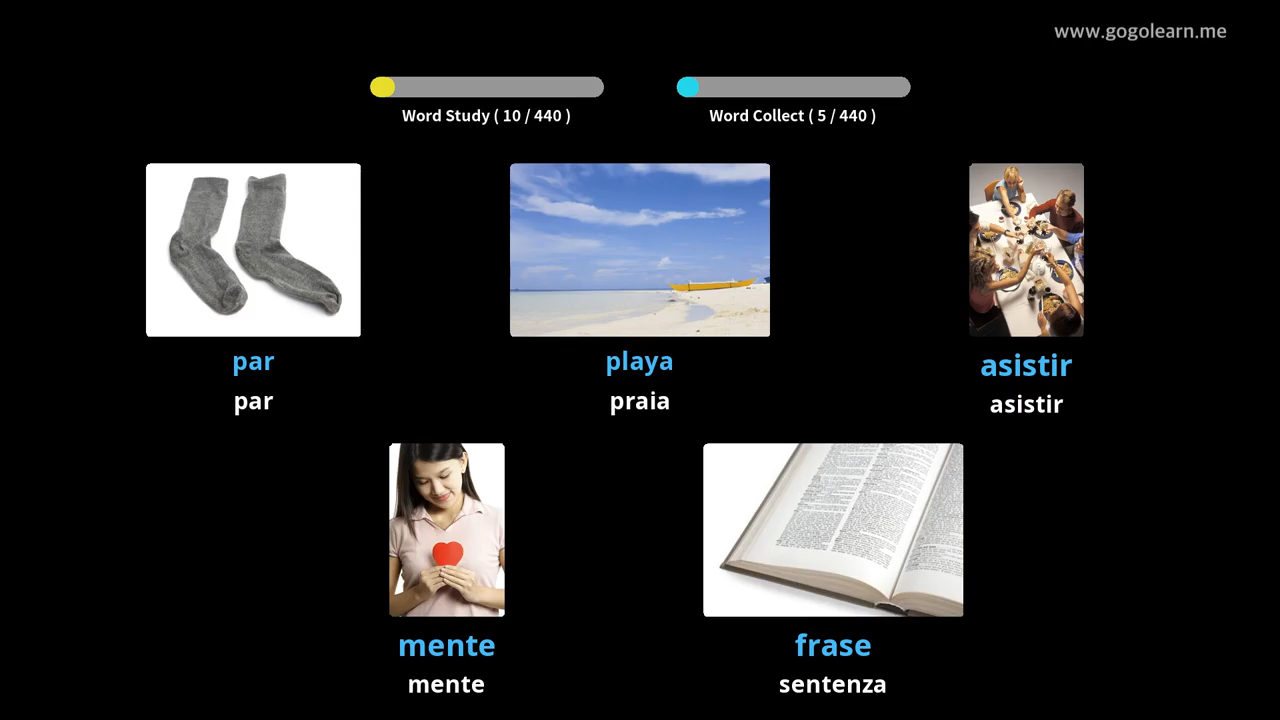 www.gogolearn.me
Word Study ( 10 / 440 )
Word Collect ( 5 / 440 )
par
par
playa
praia
asistir
asistir
mente
mente
frase
sentenza